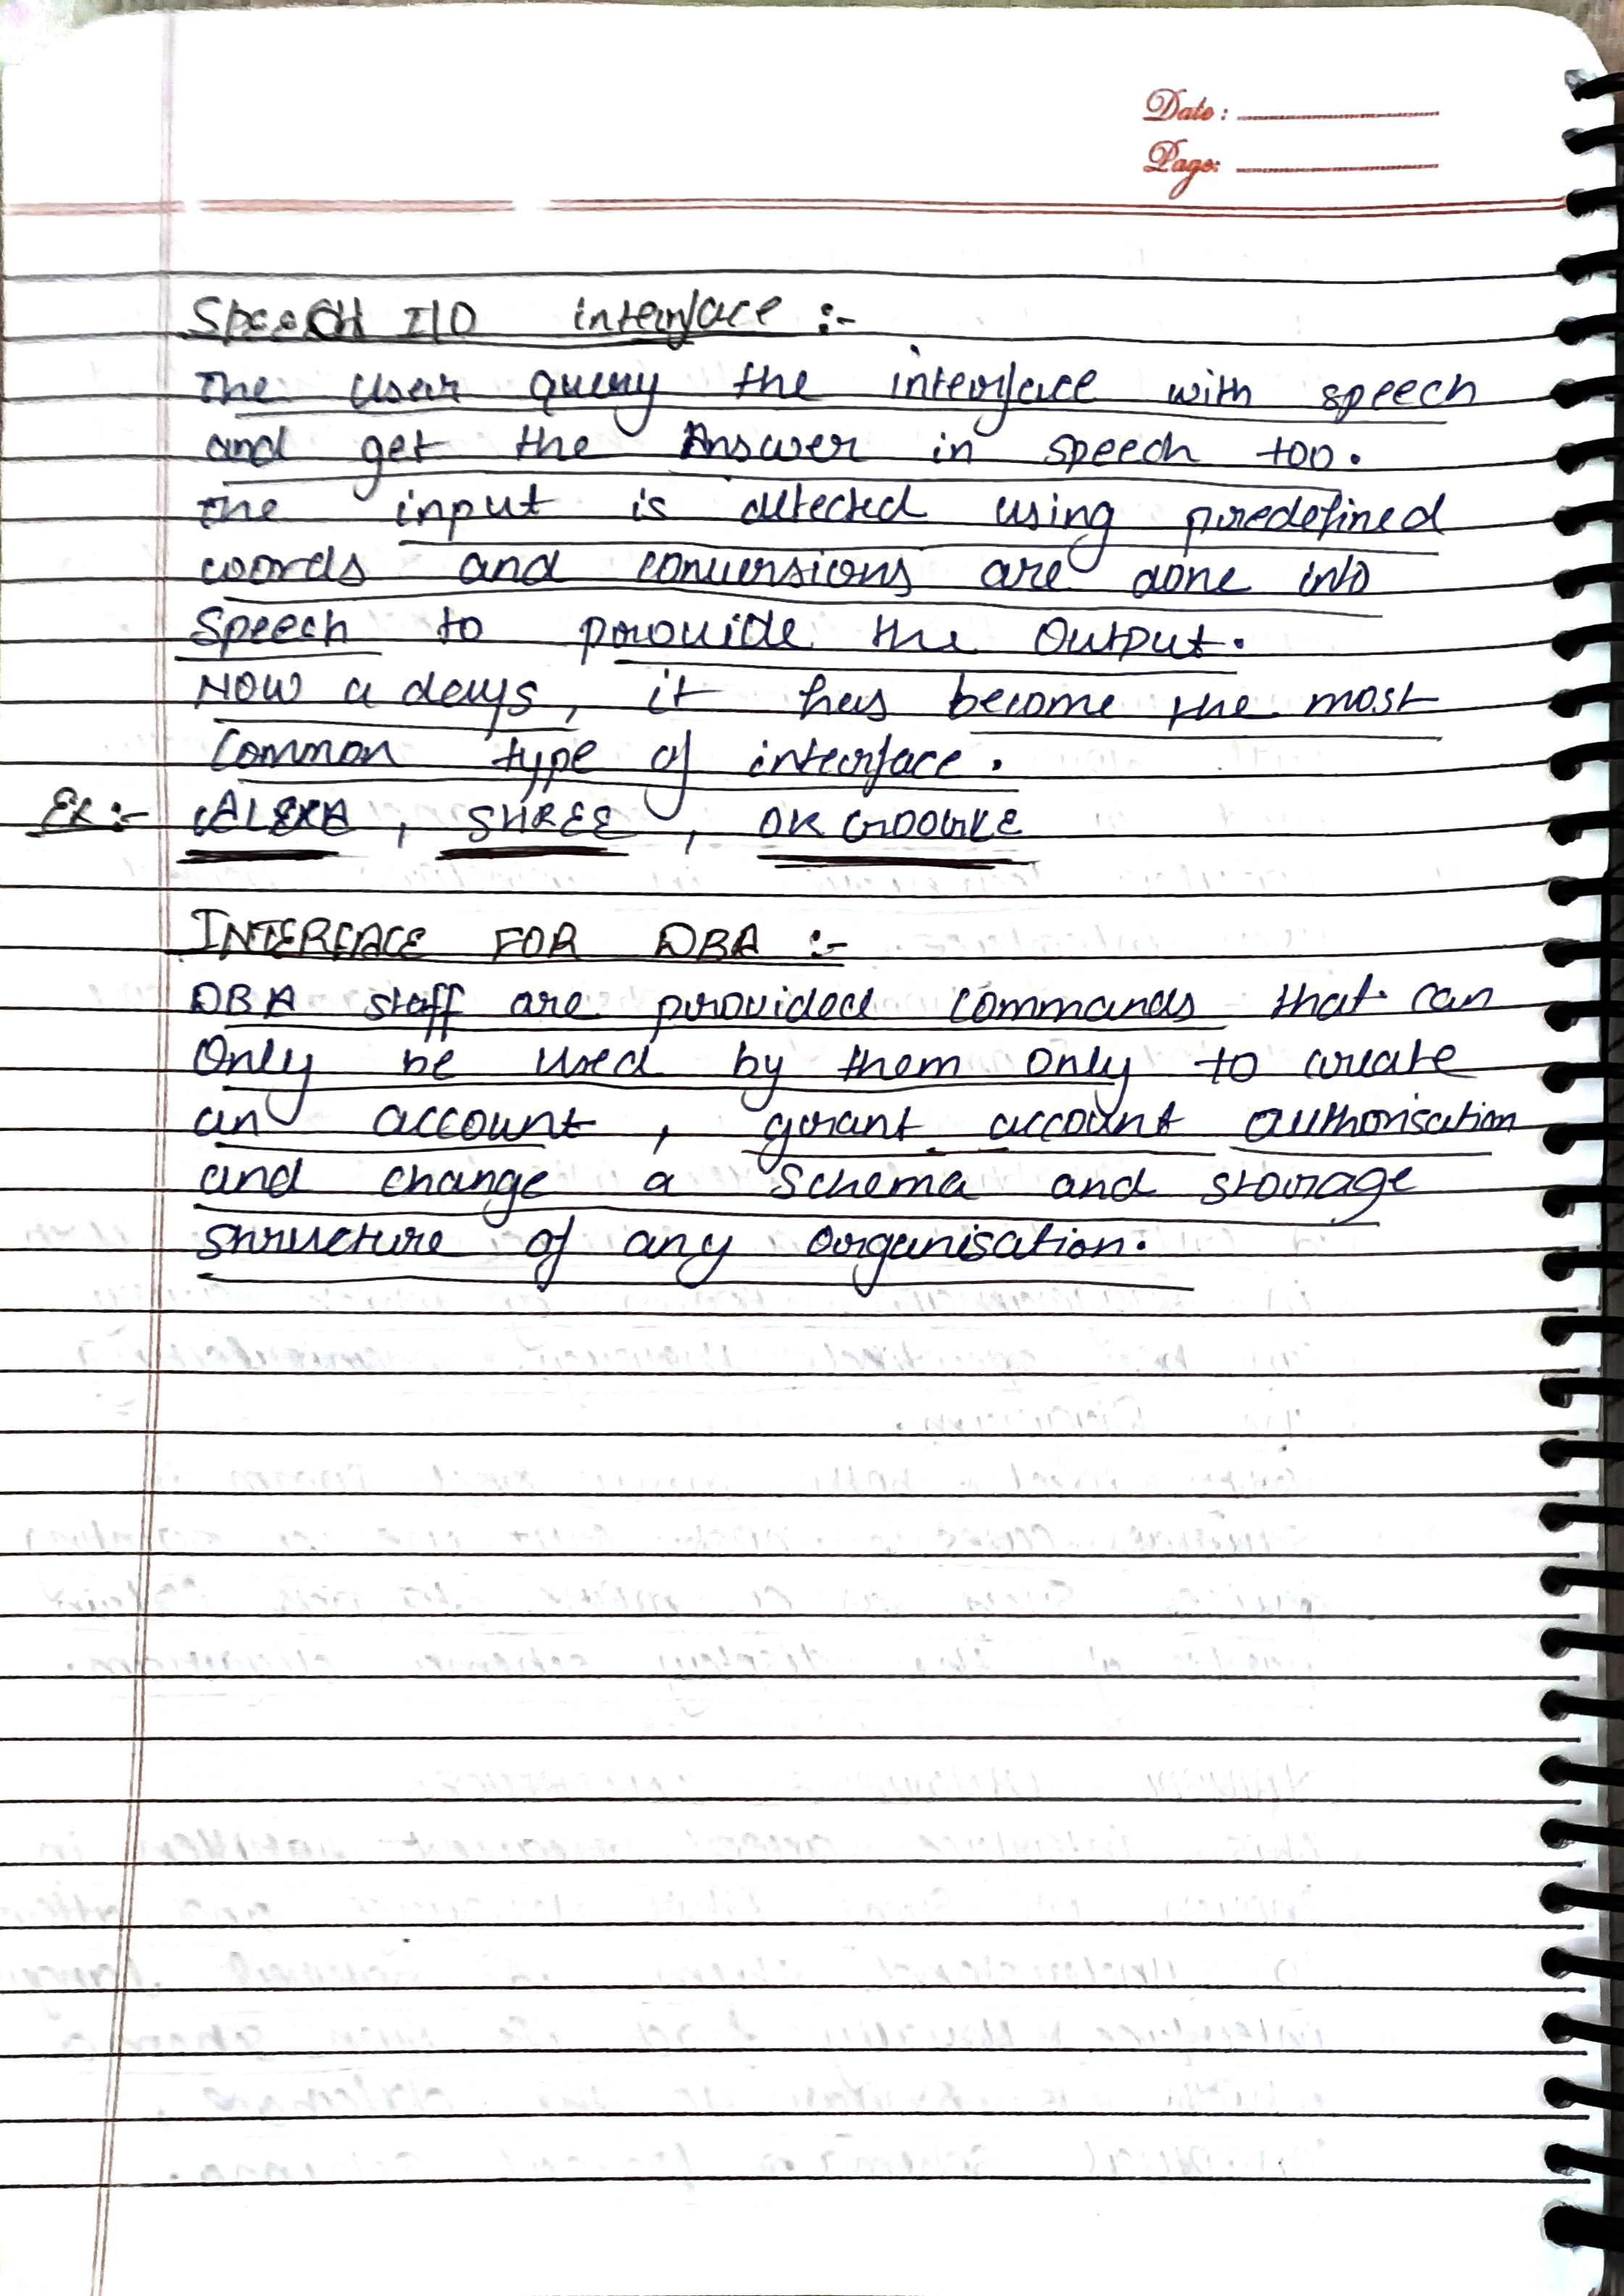 Date:
Page:
SpeeCH I/O interface :-
The User query the interface with speech
and get the Answer in speech too.
The input is detected using predefined
words and conversions are done into
Speech to provide the Output.
Now a days, it has become the most
Common type of interface.
Ex :- ALEXA , SHREE , OK GOOGLE
INTERFACE FOR DBA :-
DBA staff are provided commands that can
Only be used by them only to create
an account , grant account authorisation
and change a schema and storage
structure of any organisation.